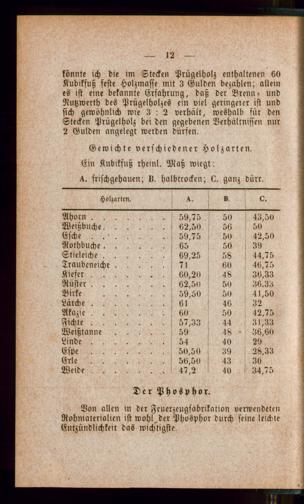 — 12 —
könnte ich die im Stecken Prügelholz enthaltenen 60
Kubikfuß feste Holzmasse mit 3 Gulden bezahlen; allein
es ist eine bekannte Erfahrung, daß der Brenn- und
Nutzwerth des Prügelholzes ein viel geringerer ist und
sich gewöhnlich wie 3 : 2 verhält, weshalb für den
Stecken Prügelholz bei den gegebenen Verhältnissen nur
2 Gulden angelegt werden dürfen.
Gewichte verschiedener Holzarten.
Ein Kubikfuß rheinl. Maß wiegt:
A. frischgehauen; B. halbtrocken; C. ganz dürr.
Holzarten. A. B. C.
Ahorn . . . . . . 59,75 50 43,50
Weißbuche . . . . . 62,50 56 50
Esche . . . . . . 59,75 50 42,50
Rothbuche . . . . . 65 50 39
Stieleiche . . . . . 69,25 58 44,75
Traubeneiche . . . . 71 60 46,75
Kiefer . . . . . . 60,20 48 36,33
Rüster . . . . . . 62,50 50 36,33
Birke . . . . . . 59,50 50 41,50
Lärche . . . . . . 61 46 32
Akazie . . . . . . 60 50 42,75
Fichte . . . . . . 57,33 44 31,33
Weißtanne . . . . . 59 48 36,60
Linde . . . . . . 54 40 29
Espe . . . . . . 50,50 39 28,33
Erle . . . . . . 56,50 43 30
Weide . . . . . . 47,2 40 34,75
Der Phosphor.
Von allen in der Feuerzeugfabrikation verwendeten
Rohmaterialien ist wohl der Phosphor durch seine leichte
Entzündlichkeit das wichtigste.